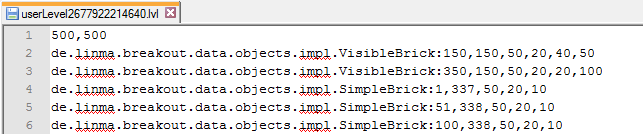 userLevel2677922214640.lvl
1 500,500
2 de.linma.breakout.data.objects.impl.VisibleBrick:150,150,50,20,40,50
3 de.linma.breakout.data.objects.impl.VisibleBrick:350,150,50,20,20,100
4 de.linma.breakout.data.objects.impl.SimpleBrick:1,337,50,20,10
5 de.linma.breakout.data.objects.impl.SimpleBrick:51,338,50,20,10
6 de.linma.breakout.data.objects.impl.SimpleBrick:100,338,50,20,10